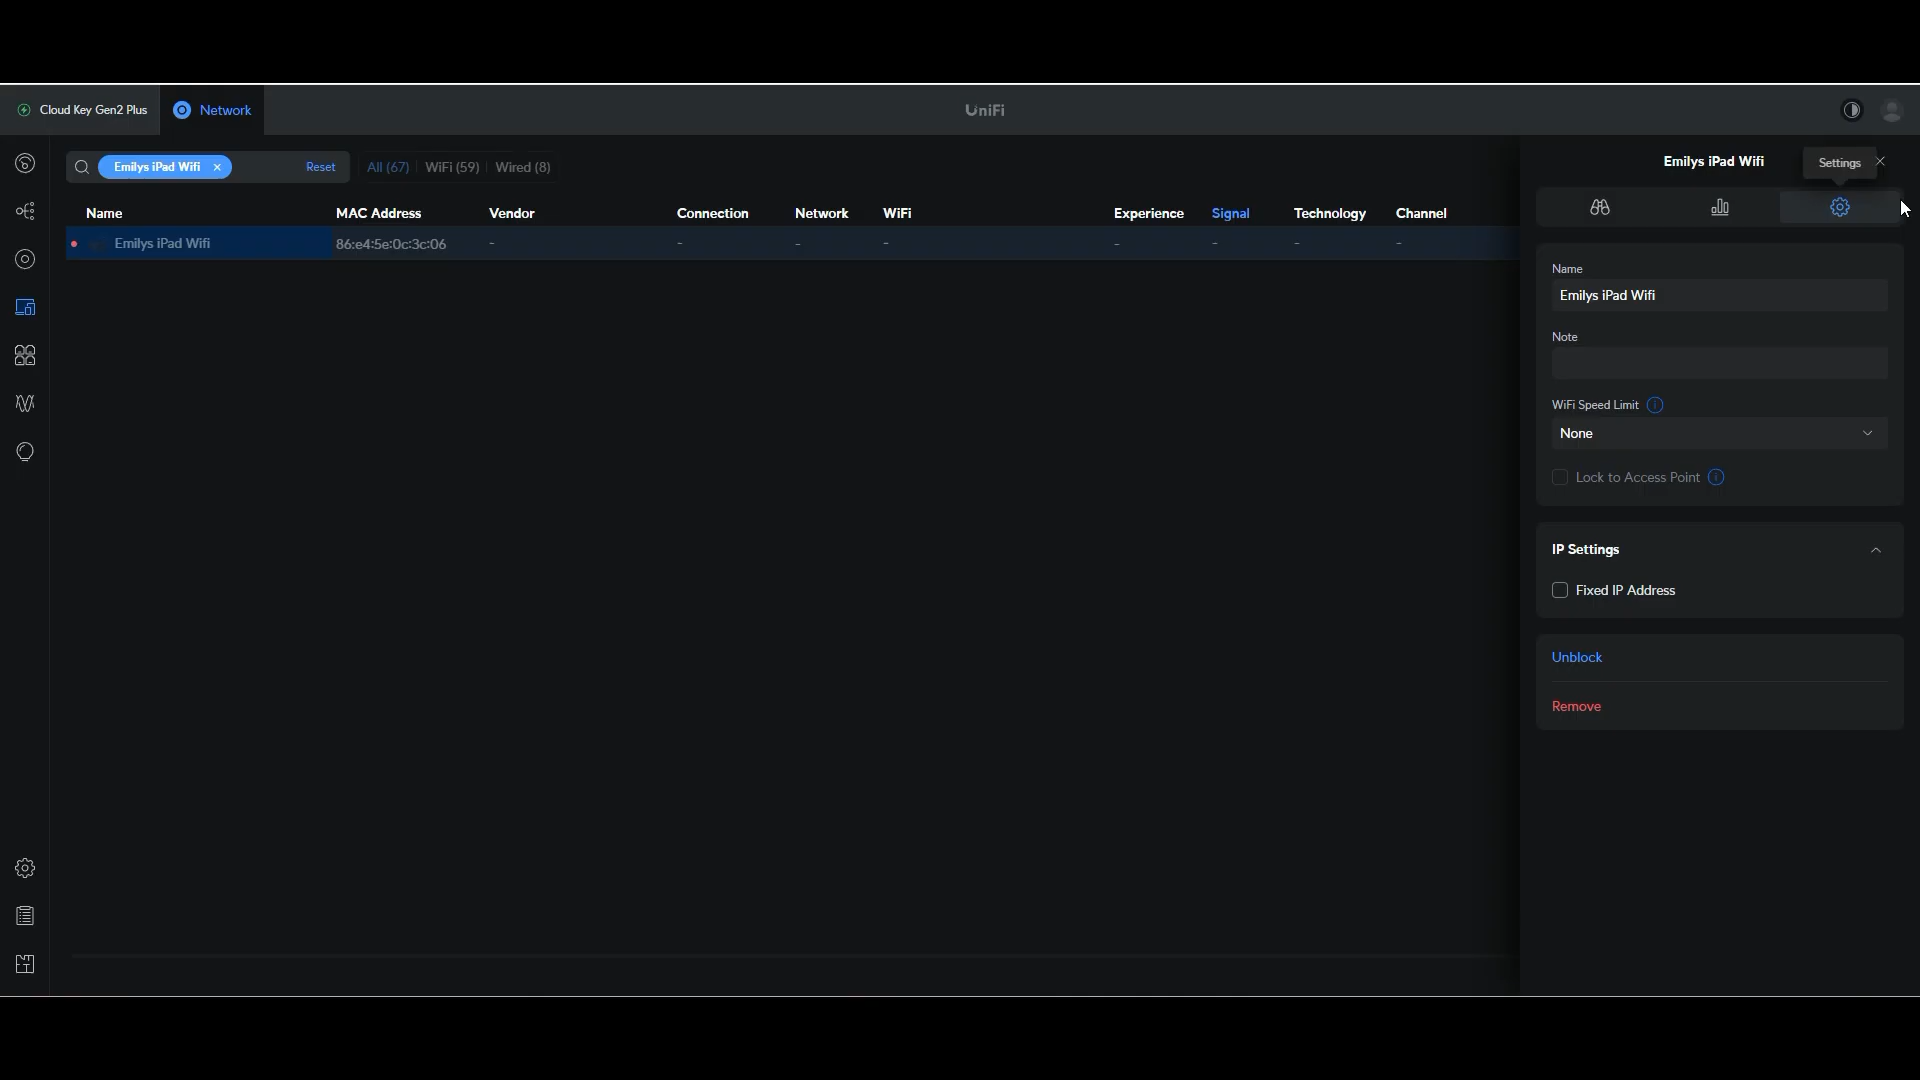 Cloud Key Gen2 Plus
Network
UniFi
Emilys iPad Wifi ×
Reset
All (67)
WiFi (59)
Wired (8)
Name MAC Address Vendor Connection Network WiFi Experience Signal Technology Channel
Emilys iPad Wifi 86:e4:5e:0c:3c:06 - - - - - - - -
Emilys iPad Wifi
Settings
Name
Emilys iPad Wifi
Note
WiFi Speed Limit
None
Lock to Access Point
IP Settings
Fixed IP Address
Unblock
Remove